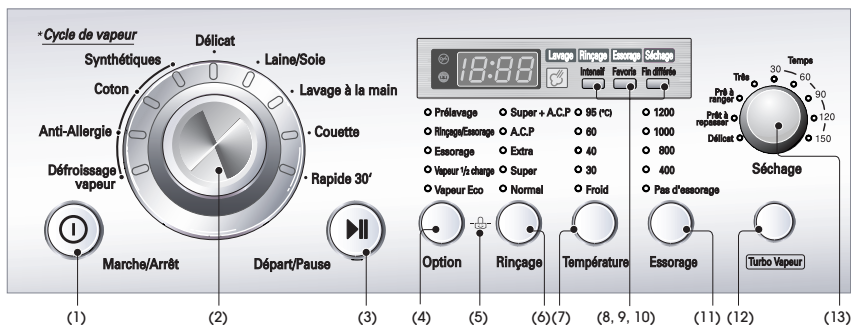 *Cycle de vapeur
Délicat
Synthétiques
Laine/Soie
Coton
Lavage à la main
Anti-Allergie
Couette
Défroissage
vapeur
Rapide 30'
Marche/Arrêt
Départ/Pause
18:88
Lavage Rinçage Essorage Séchage
Intensif Favoris Fin différée
Prélavage Super + A.C.P 95 (°C) 1200
Rinçage/Essorage A.C.P 60 1000
Essorage Extra 40 800
Vapeur 1/2 charge Super 30 400
Vapeur Eco Normal Froid Pas d'essorage
Option Rinçage Température Essorage
Temps
30
Très 60
Prê à
ranger 90
Prêt à
repasser 120
Délicat 150
Séchage
Turbo Vapeur
(1) (2) (3) (4) (5) (6)(7) (8, 9, 10) (11) (12) (13)